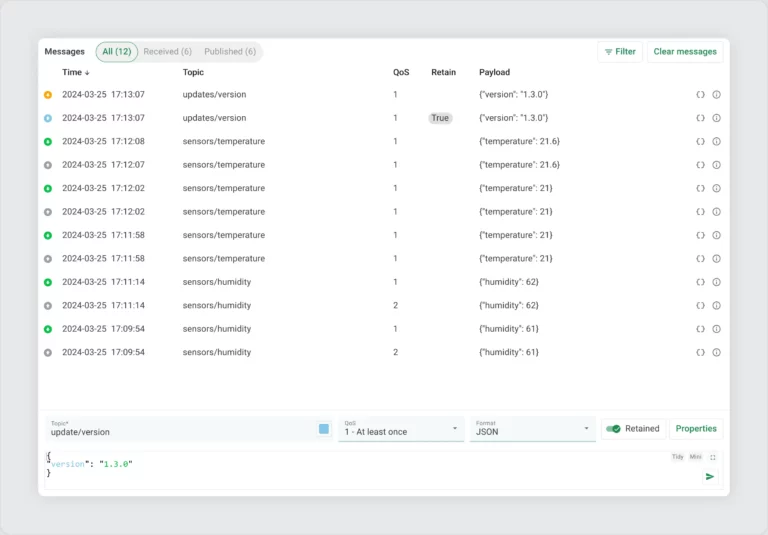 Messages All (12) Received (6) Published (6) Filter Clear messages
Time Topic QoS Retain Payload
2024-03-25 17:13:07 updates/version 1 {"version": "1.3.0"}
2024-03-25 17:13:07 updates/version 1 True {"version": "1.3.0"}
2024-03-25 17:12:08 sensors/temperature 1 {"temperature": 21.6}
2024-03-25 17:12:07 sensors/temperature 1 {"temperature": 21.6}
2024-03-25 17:12:02 sensors/temperature 1 {"temperature": 21}
2024-03-25 17:12:02 sensors/temperature 1 {"temperature": 21}
2024-03-25 17:11:58 sensors/temperature 1 {"temperature": 21}
2024-03-25 17:11:58 sensors/temperature 1 {"temperature": 21}
2024-03-25 17:11:14 sensors/humidity 1 {"humidity": 62}
2024-03-25 17:11:14 sensors/humidity 2 {"humidity": 62}
2024-03-25 17:09:54 sensors/humidity 1 {"humidity": 61}
2024-03-25 17:09:54 sensors/humidity 2 {"humidity": 61}
Topic* QoS Format
update/version 1 - At least once JSON Retained Properties
{ Tidy Mini
"version": "1.3.0"
}